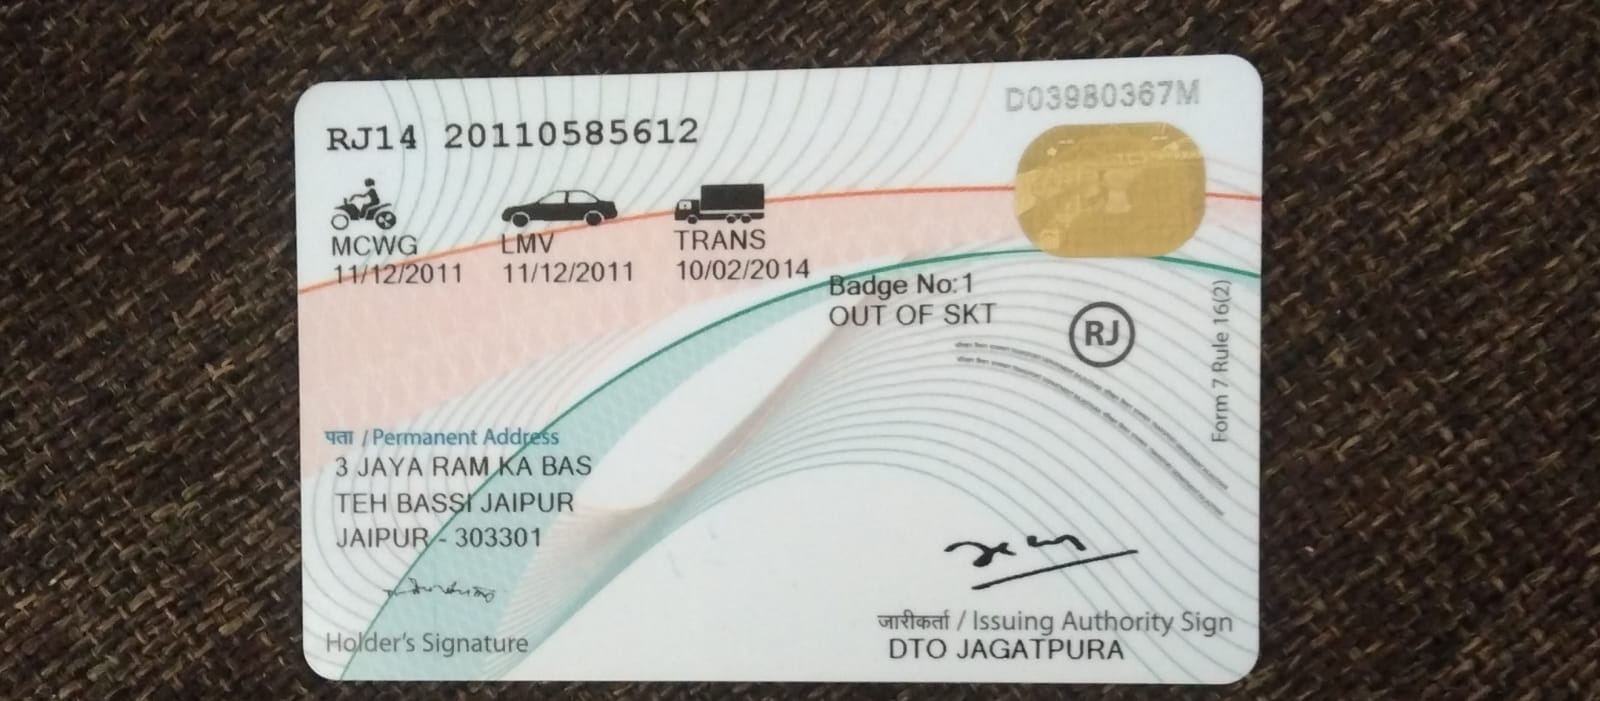 D03980367M
RJ14 20110585612
MCWG LMV TRANS
11/12/2011 11/12/2011 10/02/2014
Badge No:1
OUT OF SKT
RJ
Form 7 Rule 16(2)
पता / Permanent Address
3 JAYA RAM KA BAS
TEH BASSI JAIPUR
JAIPUR - 303301
Holder's Signature
जारीकर्ता / Issuing Authority Sign
DTO JAGATPURA